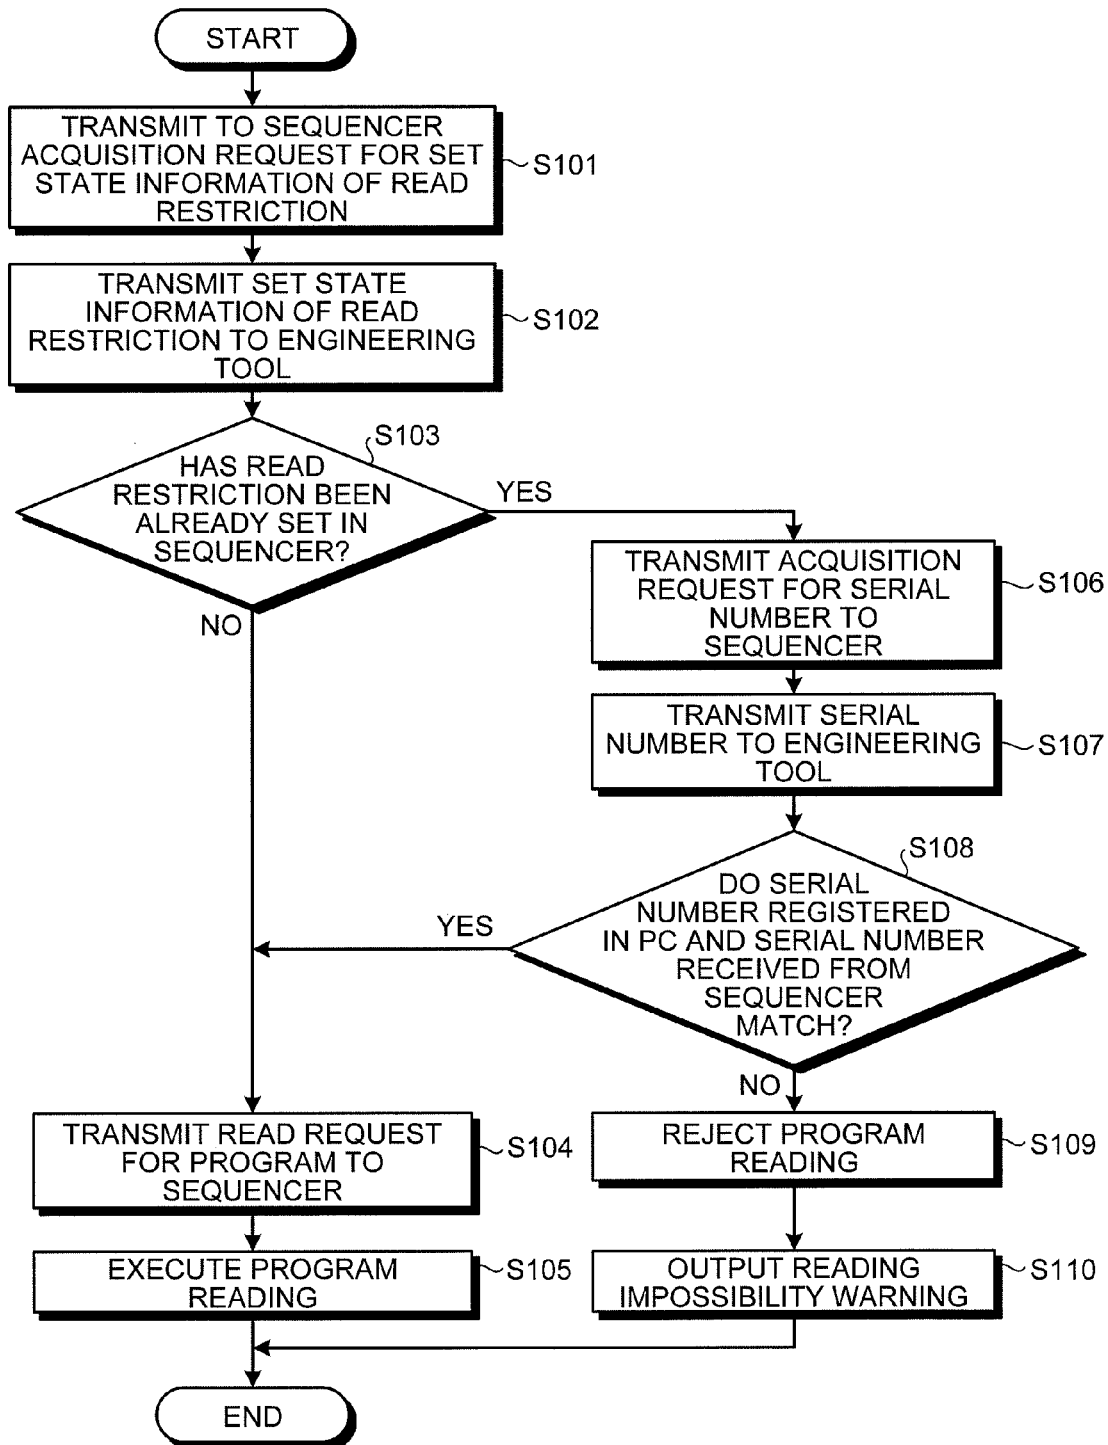 START
TRANSMIT TO SEQUENCER
ACQUISITION REQUEST FOR SET
STATE INFORMATION OF READ
RESTRICTION
S101
TRANSMIT SET STATE
INFORMATION OF READ
RESTRICTION TO ENGINEERING
TOOL
S102
S103
HAS READ
RESTRICTION BEEN
ALREADY SET IN
SEQUENCER?
YES
NO
TRANSMIT ACQUISITION
REQUEST FOR SERIAL
NUMBER TO
SEQUENCER
S106
TRANSMIT SERIAL
NUMBER TO ENGINEERING
TOOL
S107
S108
DO SERIAL
NUMBER REGISTERED
IN PC AND SERIAL NUMBER
RECEIVED FROM
SEQUENCER
MATCH?
YES
NO
TRANSMIT READ REQUEST
FOR PROGRAM TO
SEQUENCER
S104
REJECT PROGRAM
READING
S109
EXECUTE PROGRAM
READING
S105
OUTPUT READING
IMPOSSIBILITY WARNING
S110
END